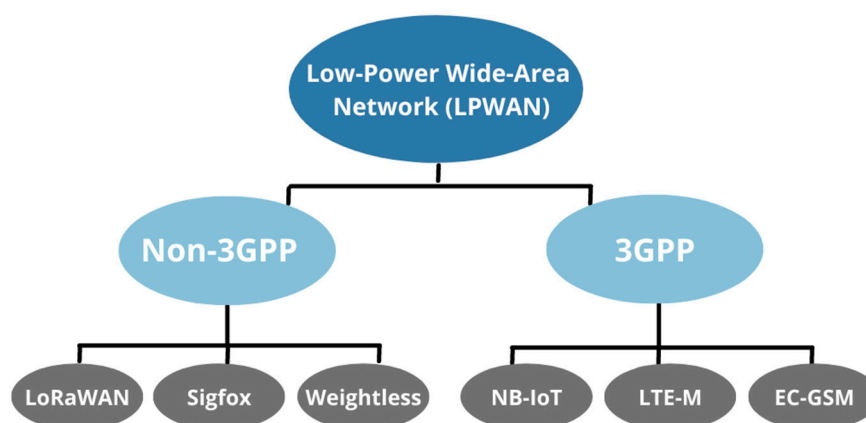 Low-Power Wide-Area
Network (LPWAN)
Non-3GPP
3GPP
LoRaWAN
Sigfox
Weightless
NB-IoT
LTE-M
EC-GSM